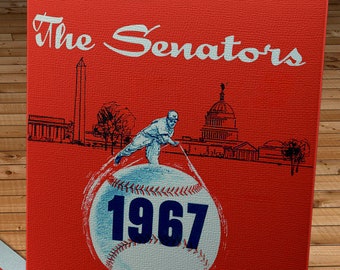 The Senators
1967